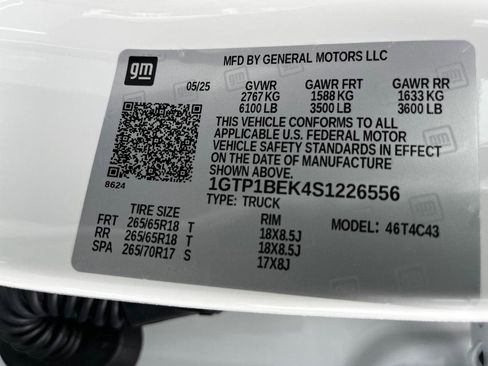 gm
MFD BY GENERAL MOTORS LLC
05/25 GVWR GAWR FRT GAWR RR
2767 KG 1588 KG 1633 KG
6100 LB 3500 LB 3600 LB
THIS VEHICLE CONFORMS TO ALL
APPLICABLE U.S. FEDERAL MOTOR
VEHICLE SAFETY STANDARDS IN EFFECT
ON THE DATE OF MANUFACTURE
SHOWN ABOVE.
8624
1GTP1BEK4S1226556
TYPE: TRUCK
TIRE SIZE RIM MODEL: 46T4C43
FRT 265/65R18 T 18X8.5J
RR 265/65R18 T 18X8.5J
SPA 265/70R17 S 17X8J